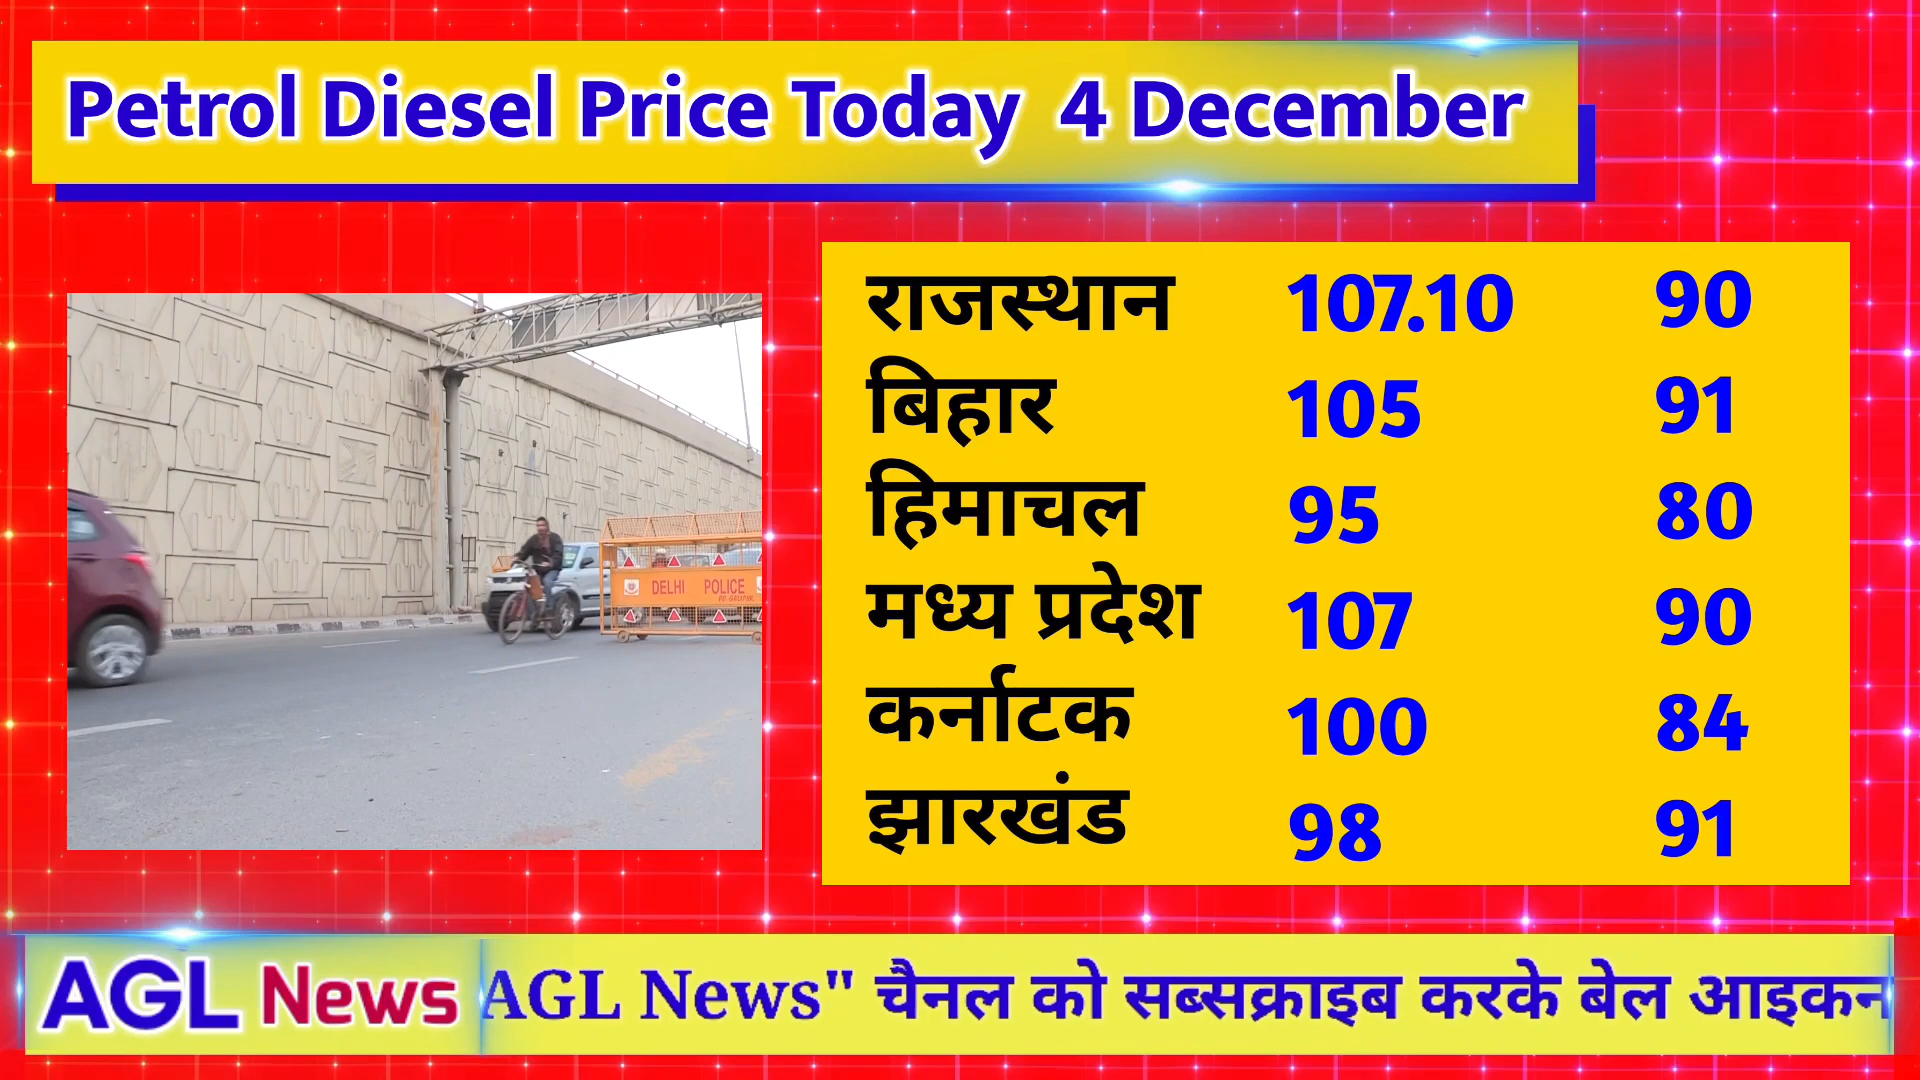 Petrol Diesel Price Today 4 December
राजस्थान 107.10 90
बिहार 105 91
हिमाचल 95 80
मध्य प्रदेश 107 90
कर्नाटक 100 84
झारखंड 98 91
DELHI POLICE
AGL News AGL News" चैनल को सब्सक्राइब करके बेल आइकन